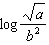 log √a / b²